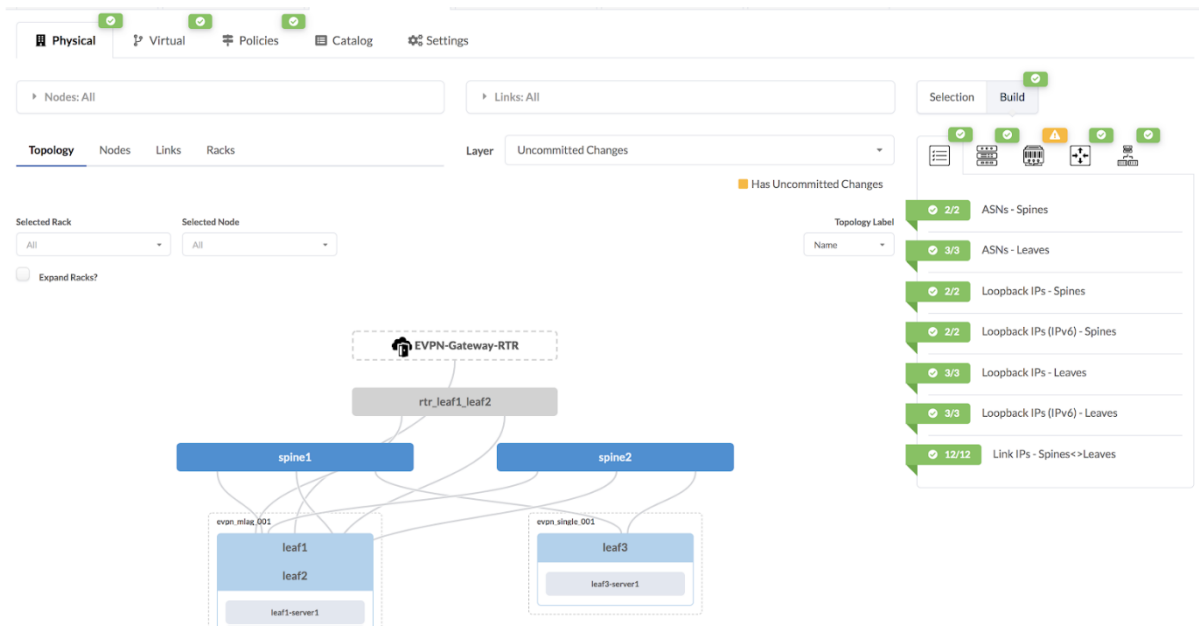 Physical
Virtual
Policies
Catalog
Settings
Nodes: All
Links: All
Selection
Build
Topology
Nodes
Links
Racks
Layer
Uncommitted Changes
Has Uncommitted Changes
Selected Rack
Selected Node
Topology Label
All
All
Name
Expand Racks?
2/2 ASNs - Spines
3/3 ASNs - Leaves
2/2 Loopback IPs - Spines
2/2 Loopback IPs (IPv6) - Spines
3/3 Loopback IPs - Leaves
3/3 Loopback IPs (IPv6) - Leaves
12/12 Link IPs - Spines<>Leaves
EVPN-Gateway-RTR
rtr_leaf1_leaf2
spine1
spine2
evpn_mlag_001
leaf1
leaf2
leaf1-server1
evpn_single_001
leaf3
leaf3-server1